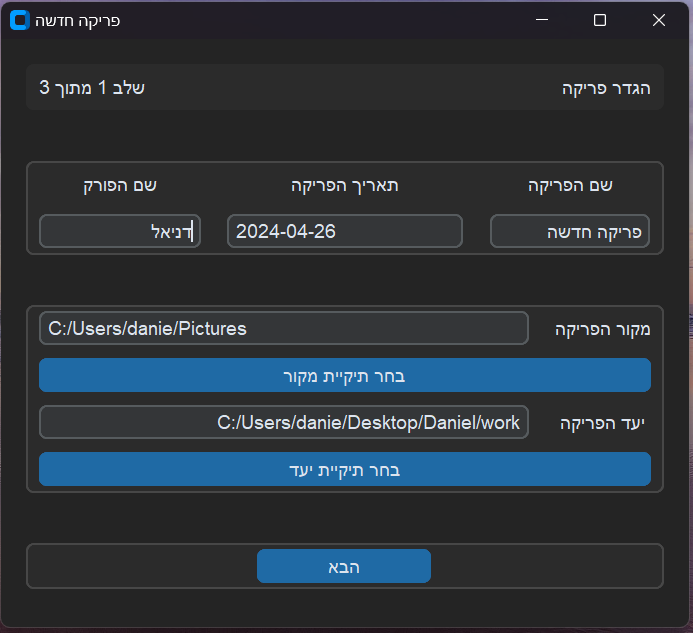 פריקה חדשה
הגדר פריקה שלב 1 מתוך 3
שם הפריקה תאריך הפריקה שם הפורק
פריקה חדשה 2024-04-26 דניאל
מקור הפריקה C:/Users/danie/Pictures
בחר תיקיית מקור
יעד הפריקה C:/Users/danie/Desktop/Daniel/work
בחר תיקיית יעד
הבא